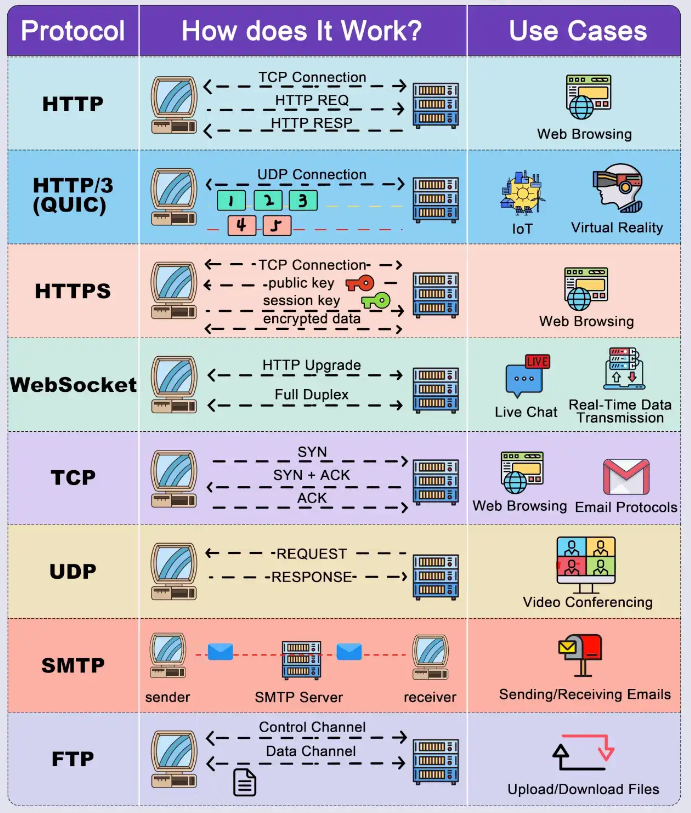 Protocol
How does It Work?
Use Cases
HTTP
TCP Connection
HTTP REQ
HTTP RESP
Web Browsing
HTTP/3
(QUIC)
UDP Connection
1 2 3
4 5
IoT
Virtual Reality
HTTPS
TCP Connection
public key
session key
encrypted data
Web Browsing
WebSocket
HTTP Upgrade
Full Duplex
LIVE
Live Chat
Real-Time Data
Transmission
TCP
SYN
SYN + ACK
ACK
Web Browsing
Email Protocols
UDP
REQUEST
RESPONSE
Video Conferencing
SMTP
sender
SMTP Server
receiver
Sending/Receiving Emails
FTP
Control Channel
Data Channel
Upload/Download Files